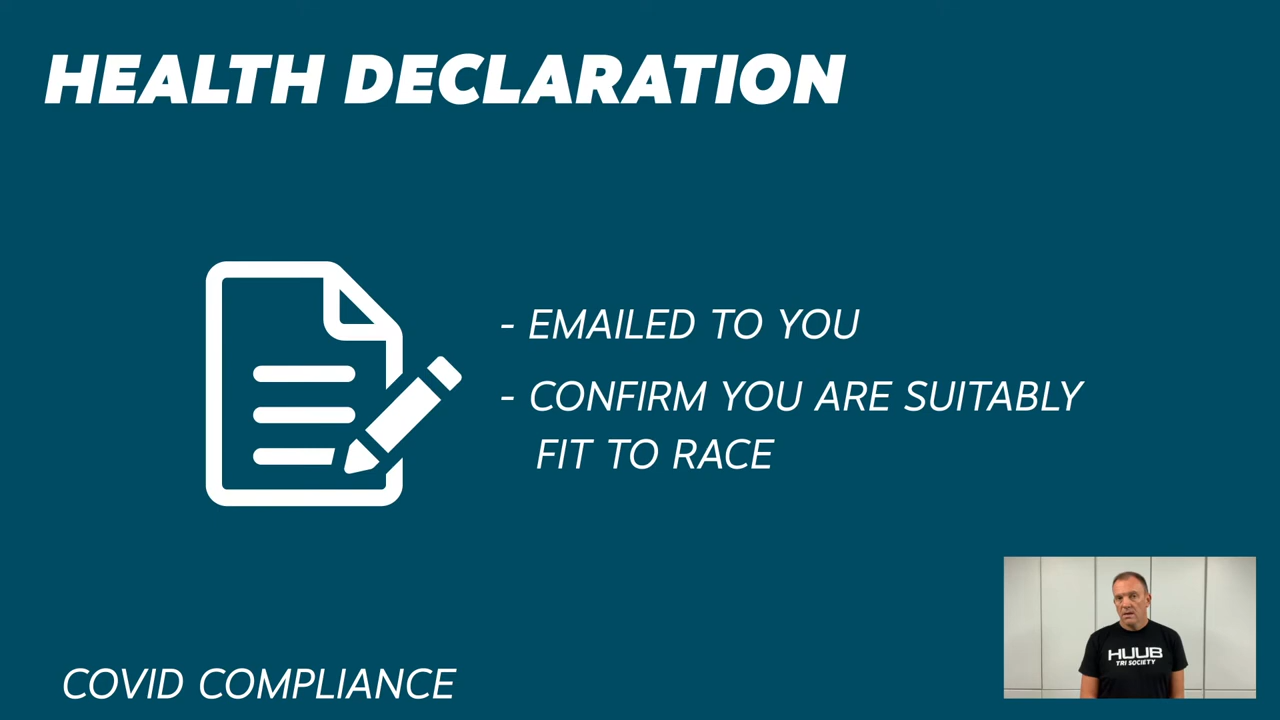 HEALTH DECLARATION
- EMAILED TO YOU
- CONFIRM YOU ARE SUITABLY
FIT TO RACE
COVID COMPLIANCE
HUUB
TRI SOCIETY